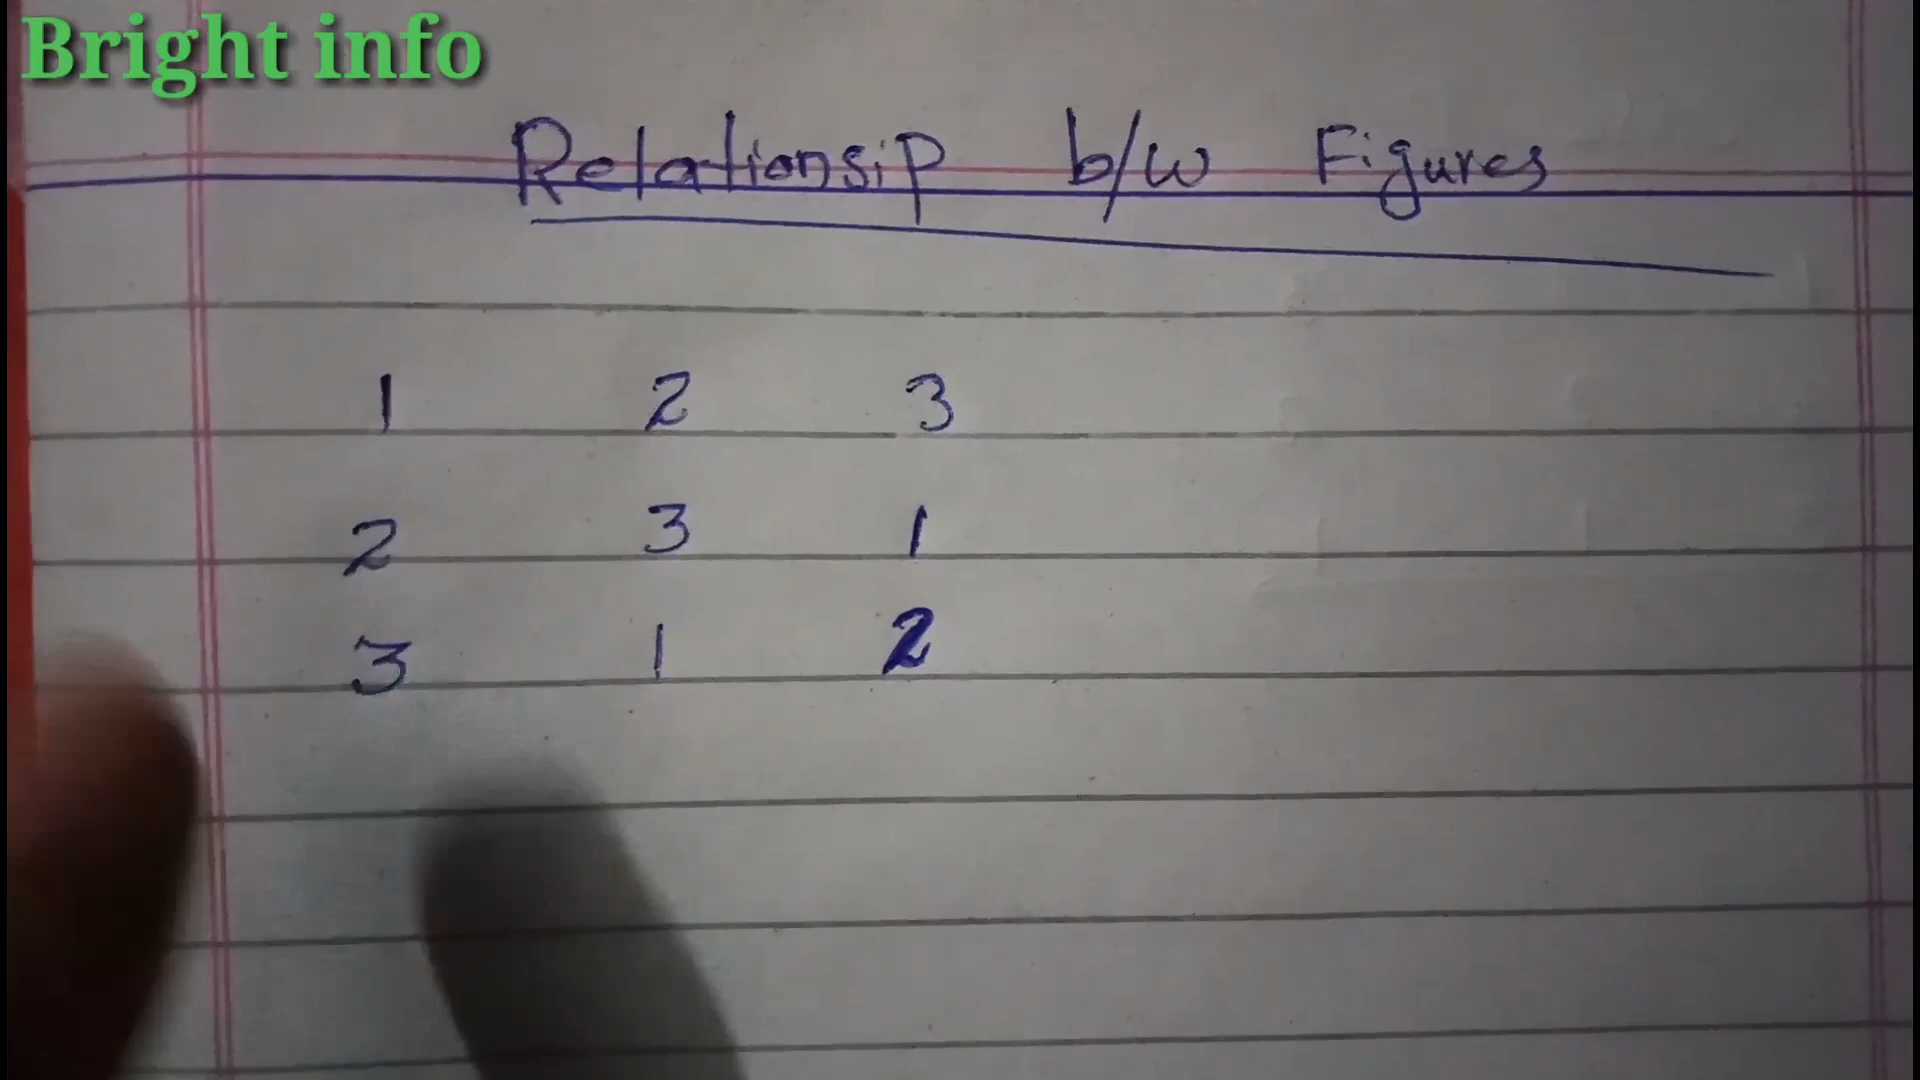 Bright info
Relationsip b/w Figures
1 2 3
2 3 1
3 1 2